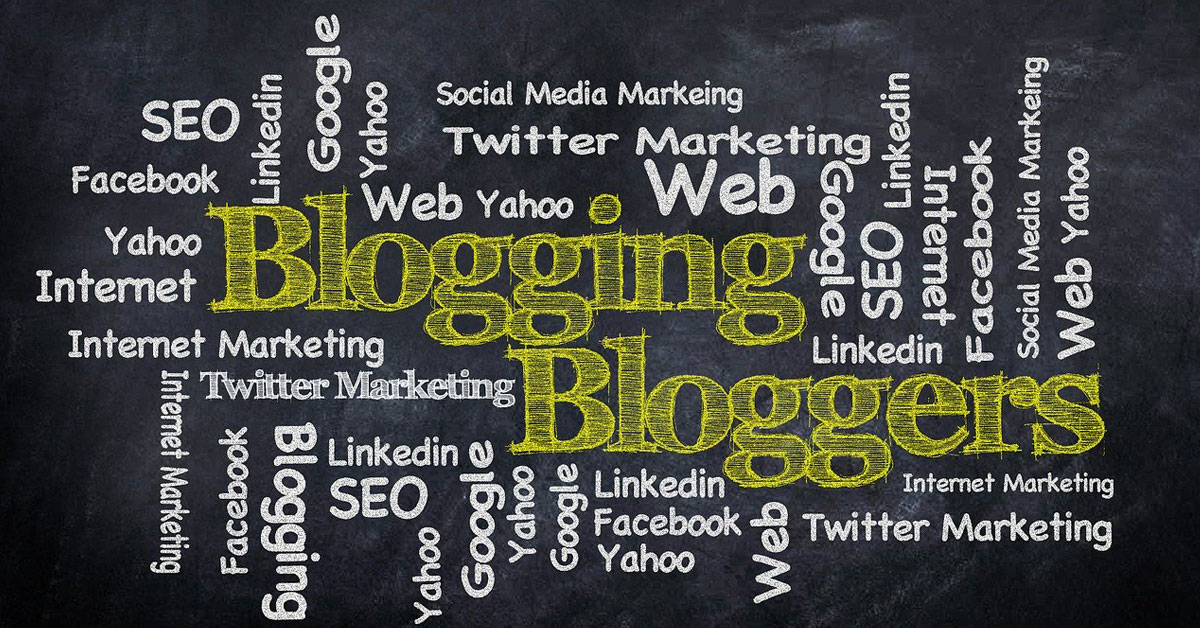 SEO
Linkedin
Google
Yahoo
Social Media Markeing
Twitter Marketing
Facebook
Web
Yahoo
Web
Yahoo
Internet
Blogging
Google
SEO
Linkedin
Internet
Facebook
Social Media Markeing
Yahoo
Web
Internet Marketing
Linkedin
Twitter Marketing
Bloggers
Internet Marketing
Facebook
Blogging
Linkedin
SEO
Yahoo
Google
Yahoo
Google
Linkedin
Facebook
Yahoo
Web
Internet Marketing
Twitter Marketing